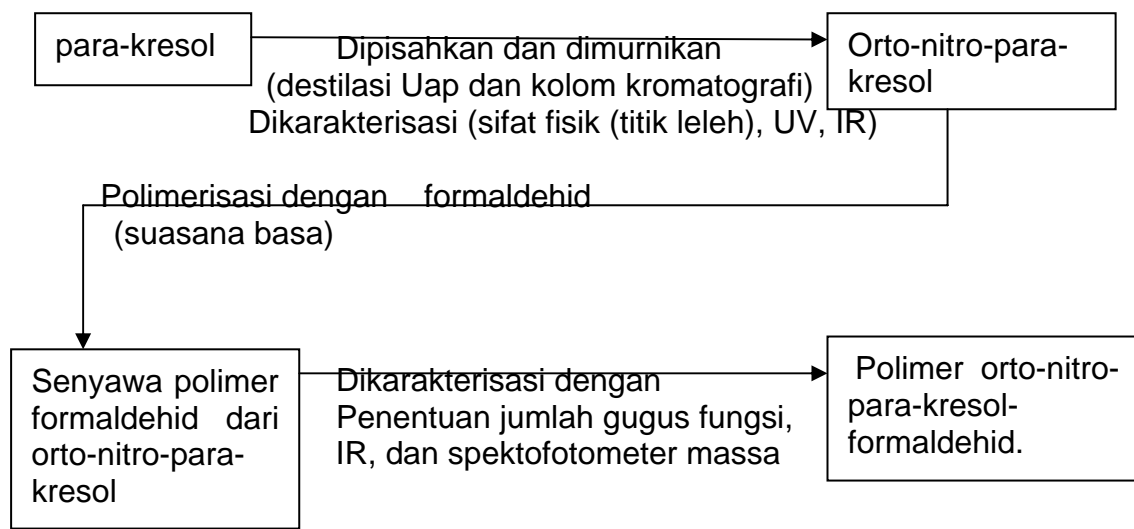 para-kresol
Dipisahkan dan dimurnikan
(destilasi Uap dan kolom kromatografi)
Dikarakterisasi (sifat fisik (titik leleh), UV, IR)
Orto-nitro-para-
kresol
Polimerisasi dengan formaldehid
(suasana basa)
Senyawa polimer
formaldehid dari
orto-nitro-para-
kresol
Dikarakterisasi dengan
Penentuan jumlah gugus fungsi,
IR, dan spektofotometer massa
Polimer orto-nitro-
para-kresol-
formaldehid.